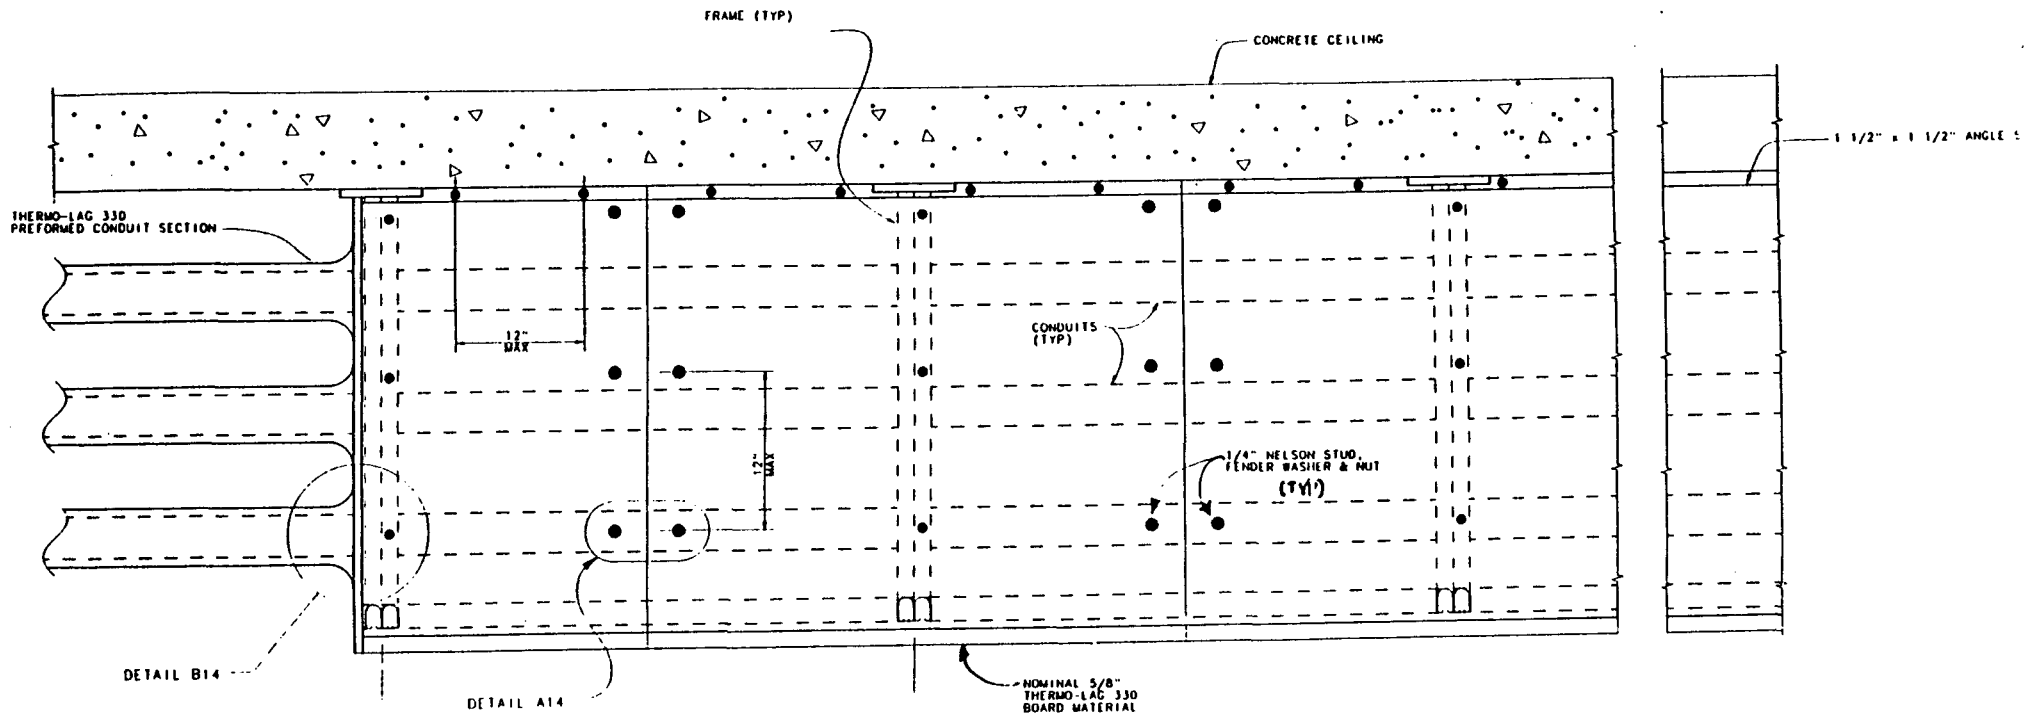 FRAME (TYP)
CONCRETE CEILING
1 1/2" x 1 1/2" ANGLE
THERMO-LAG 330
PREFORMED CONDUIT SECTION
12"
MAX
CONDUITS
(TYP)
12"
MAX
1/4" NELSON STUD,
FENDER WASHER & NUT
(TYP)
DETAIL B14
DETAIL A14
NOMINAL 5/8"
THERMO-LAG 330
BOARD MATERIAL